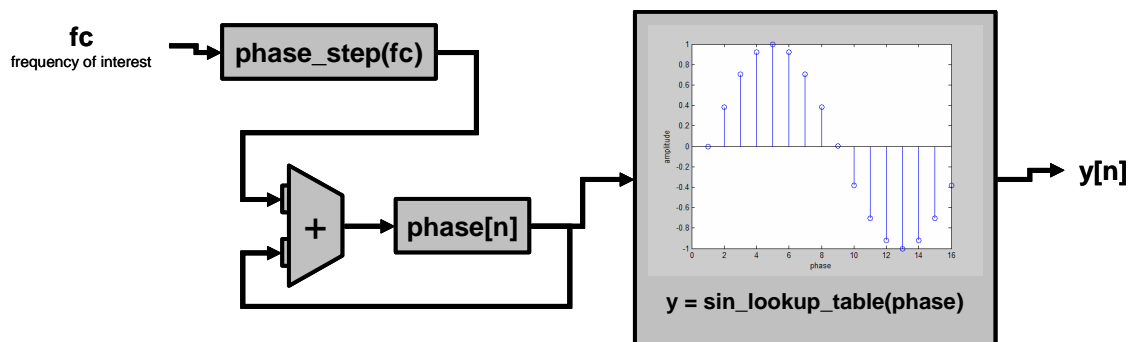 fc
frequency of interest
phase_step(fc)
+
phase[n]
1
0.8
0.6
0.4
0.2
0
-0.2
-0.4
-0.6
-0.8
-1
amplitude
0 2 4 6 8 10 12 14 16
phase
y = sin_lookup_table(phase)
y[n]